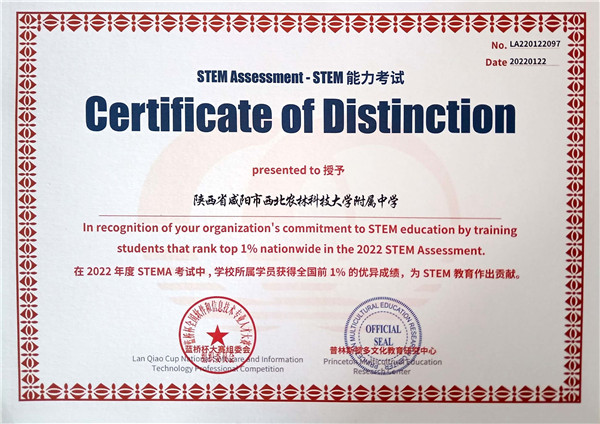 No. LA220122097
Date 20220122
STEM Assessment - STEM 能力考试
Certificate of Distinction
presented to 授予
陕西省咸阳市西北农林科技大学附属中学
In recognition of your organization's commitment to STEM education by training
students that rank top 1% nationwide in the 2022 STEM Assessment.
在 2022 年度 STEMA 考试中，学校所属学员获得全国前 1% 的优异成绩，为 STEM 教育作出贡献。
蓝桥杯大赛组委会
Lan Qiao Cup National Software and Information
Technology Professional Competition
OFFICIAL
SEAL
普林斯顿多文化教育研究中心
Princeton Multicultural Education
Research Center